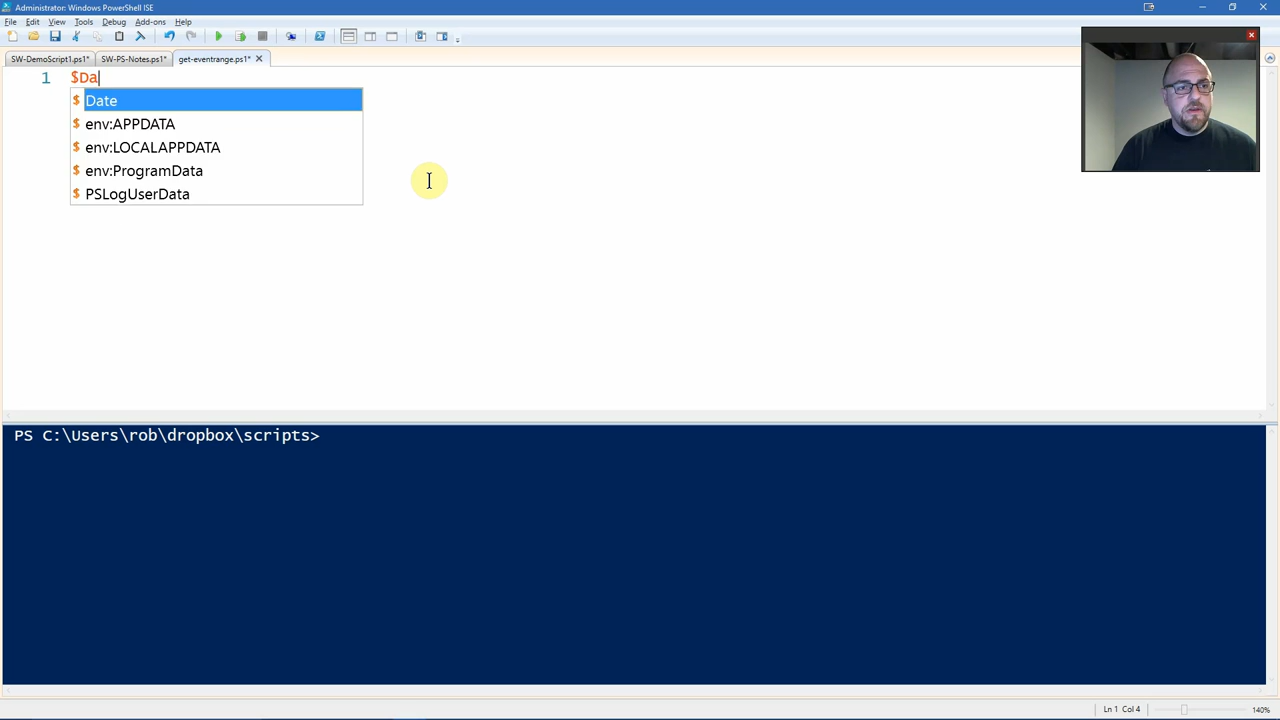 Administrator: Windows PowerShell ISE
File Edit View Tools Debug Add-ons Help
SW-DemoScript1.ps1* SW-PS-Notes.ps1* get-eventrange.ps1*
1 $Da
$ Date
$ env:APPDATA
$ env:LOCALAPPDATA
$ env:ProgramData
$ PSLogUserData
PS C:\Users\rob\dropbox\scripts>
Ln 1 Col 4 140%